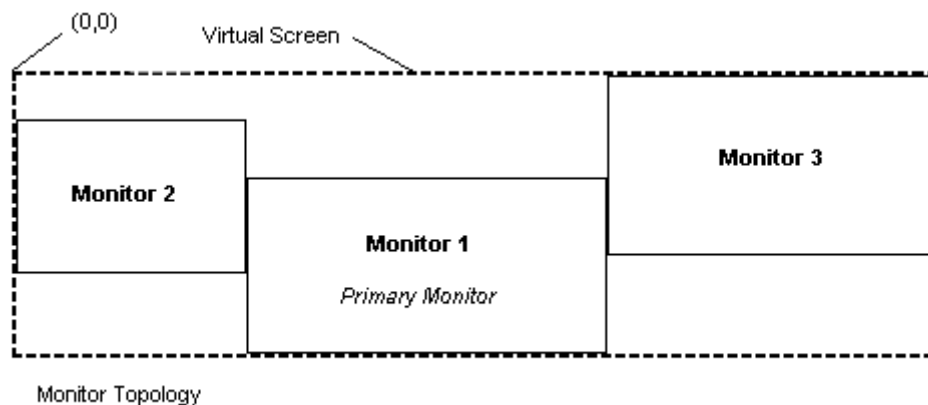 (0,0)
Virtual Screen
Monitor 3
Monitor 2
Monitor 1
Primary Monitor
Monitor Topology